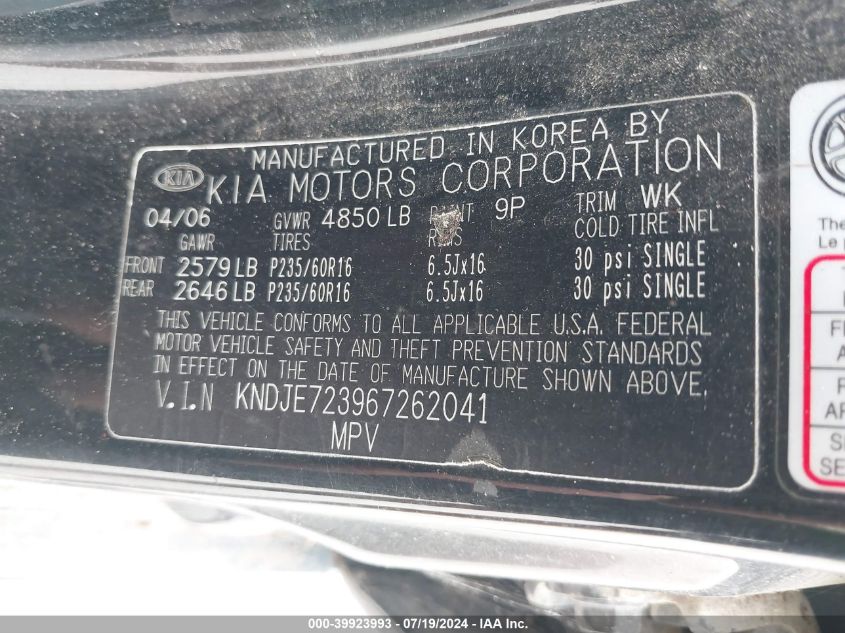 MANUFACTURED IN KOREA BY
KIA KIA MOTORS CORPORATION
04/06 GVWR 4850 LB 9P TRIM WK
GAWR TIRES COLD TIRE INFL
FRONT 2579 LB P235/60R16 6.5Jx16 30 psi SINGLE
REAR 2646 LB P235/60R16 6.5Jx16 30 psi SINGLE
THIS VEHICLE CONFORMS TO ALL APPLICABLE U.S.A. FEDERAL
MOTOR VEHICLE SAFETY AND THEFT PREVENTION STANDARDS
IN EFFECT ON THE DATE OF MANUFACTURE SHOWN ABOVE.
V.I.N KNDJE723967262041
MPV
The
Le p
000-39923993 - 07/19/2024 - IAA Inc.